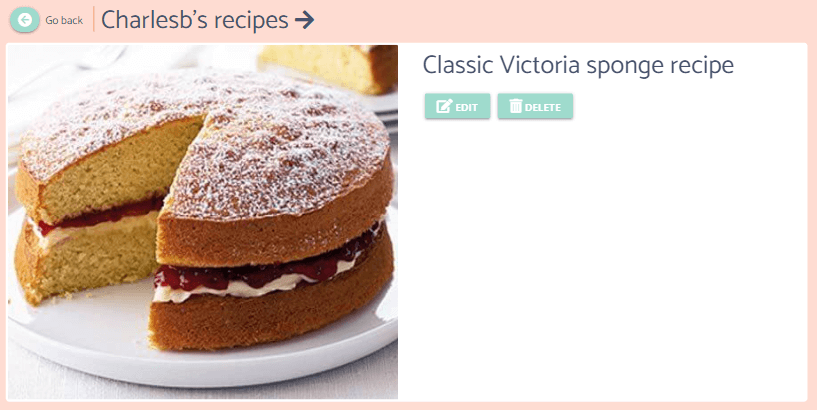 Go back
Charlesb's recipes
Classic Victoria sponge recipe
EDIT
DELETE